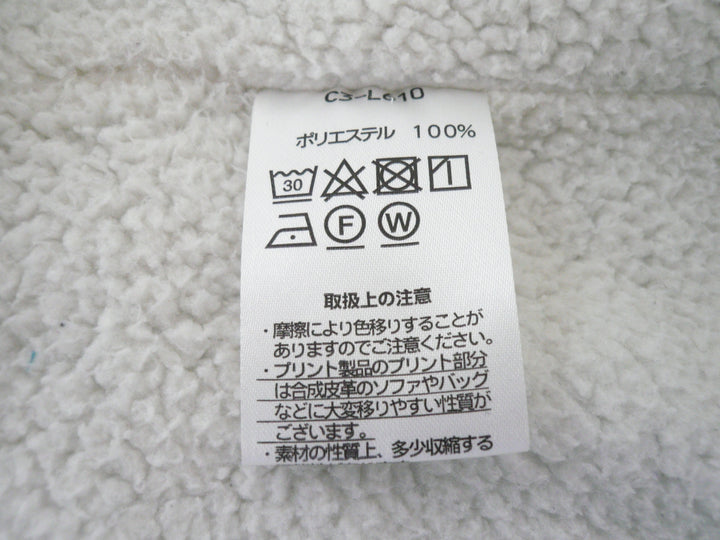 ポリエステル 100%
30
F W
取扱上の注意
・摩擦により色移りすることが
ありますのでご注意ください。
・プリント製品のプリント部分
は合成皮革のソファやバッグ
などに大変移りやすい性質が
ございます。
・素材の性質上、多少収縮する